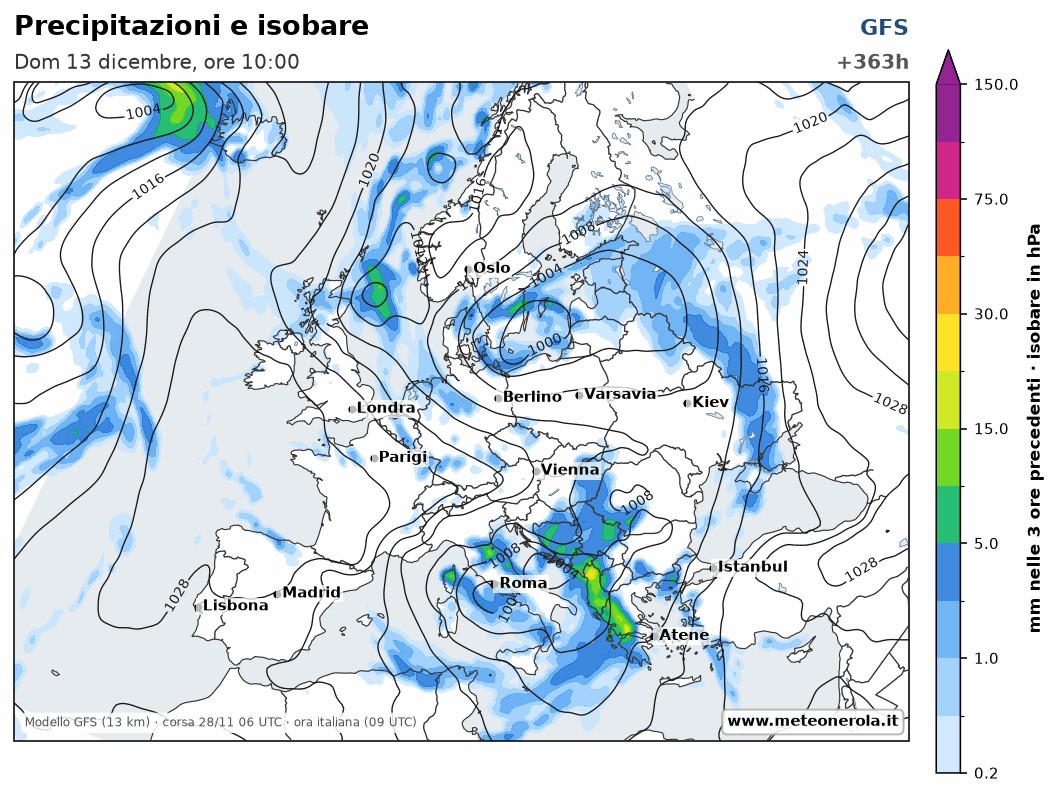 Precipitazioni e isobare
GFS
Dom 13 dicembre, ore 10:00
+363h
1004
1016
1020
1016
1012
1008
1004
1000
1020
1024
1016
1028
Oslo
Berlino
Varsavia
Kiev
Londra
Parigi
Vienna
1008
1008
1004
1004
1028
1028
Roma
Istanbul
Madrid
Lisbona
Atene
Modello GFS (13 km) · corsa 28/11 06 UTC · ora italiana (09 UTC)
www.meteonerola.it
150.0
75.0
30.0
15.0
5.0
1.0
0.2
mm nelle 3 ore precedenti · isobare in hPa